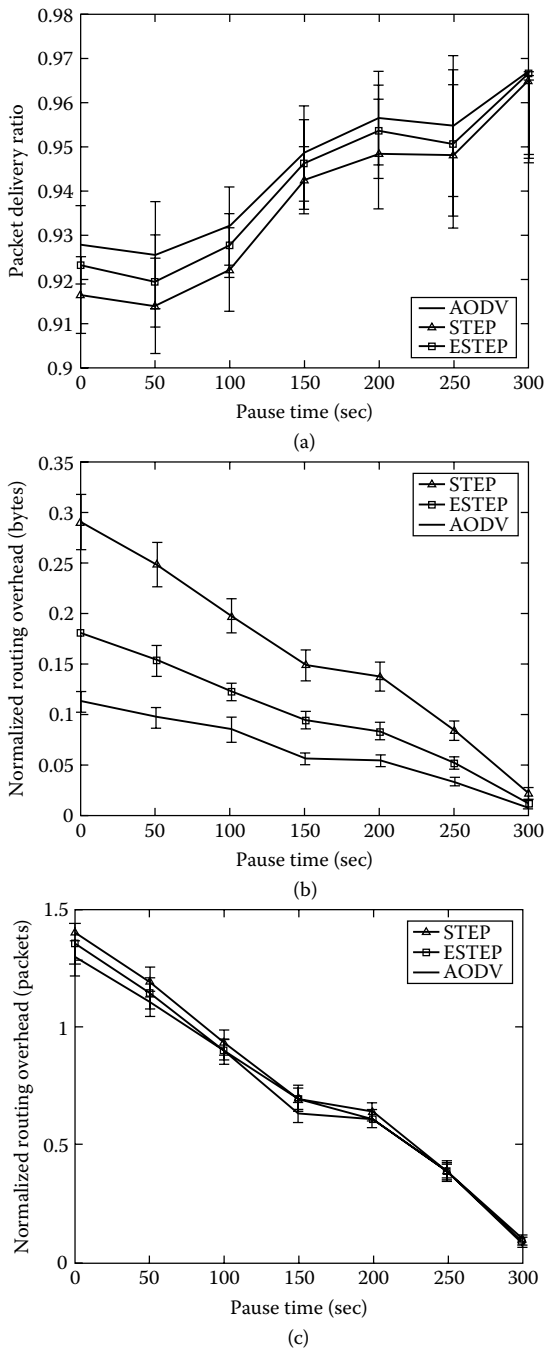 0.98
0.97
0.96
0.95
0.94
0.93
0.92
0.91
0.9
Packet delivery ratio
AODV
STEP
ESTEP
0 50 100 150 200 250 300
Pause time (sec)
(a)
0.35
0.3
0.25
0.2
0.15
0.1
0.05
0
Normalized routing overhead (bytes)
STEP
ESTEP
AODV
0 50 100 150 200 250 300
Pause time (sec)
(b)
1.5
1
0.5
0
Normalized routing overhead (packets)
STEP
ESTEP
AODV
0 50 100 150 200 250 300
Pause time (sec)
(c)